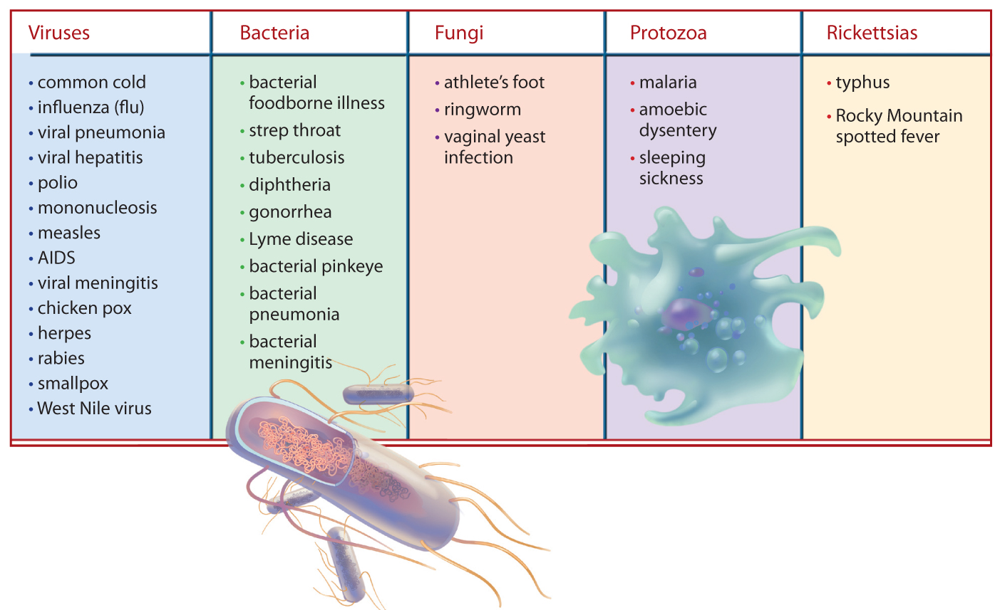 Viruses
• common cold
• influenza (flu)
• viral pneumonia
• viral hepatitis
• polio
• mononucleosis
• measles
• AIDS
• viral meningitis
• chicken pox
• herpes
• rabies
• smallpox
• West Nile virus
Bacteria
• bacterial
foodborne illness
• strep throat
• tuberculosis
• diphtheria
• gonorrhea
• Lyme disease
• bacterial pinkeye
• bacterial
pneumonia
• bacterial
meningitis
Fungi
• athlete’s foot
• ringworm
• vaginal yeast
infection
Protozoa
• malaria
• amoebic
dysentery
• sleeping
sickness
Rickettsias
• typhus
• Rocky Mountain
spotted fever